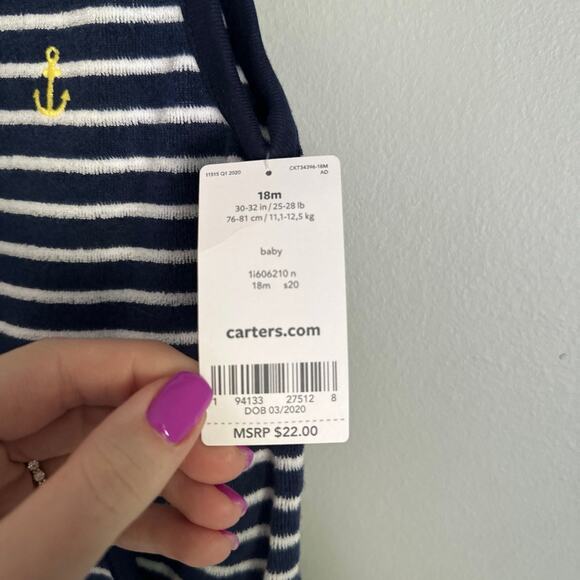 11515 Q1 2020 CKT34396-18M
AD
18m
30-32 in / 25-28 lb
76-81 cm / 11,1-12,5 kg
baby
1i606210 n
18m s20
carters.com
1 94133 27512 8
DOB 03/2020
MSRP $22.00